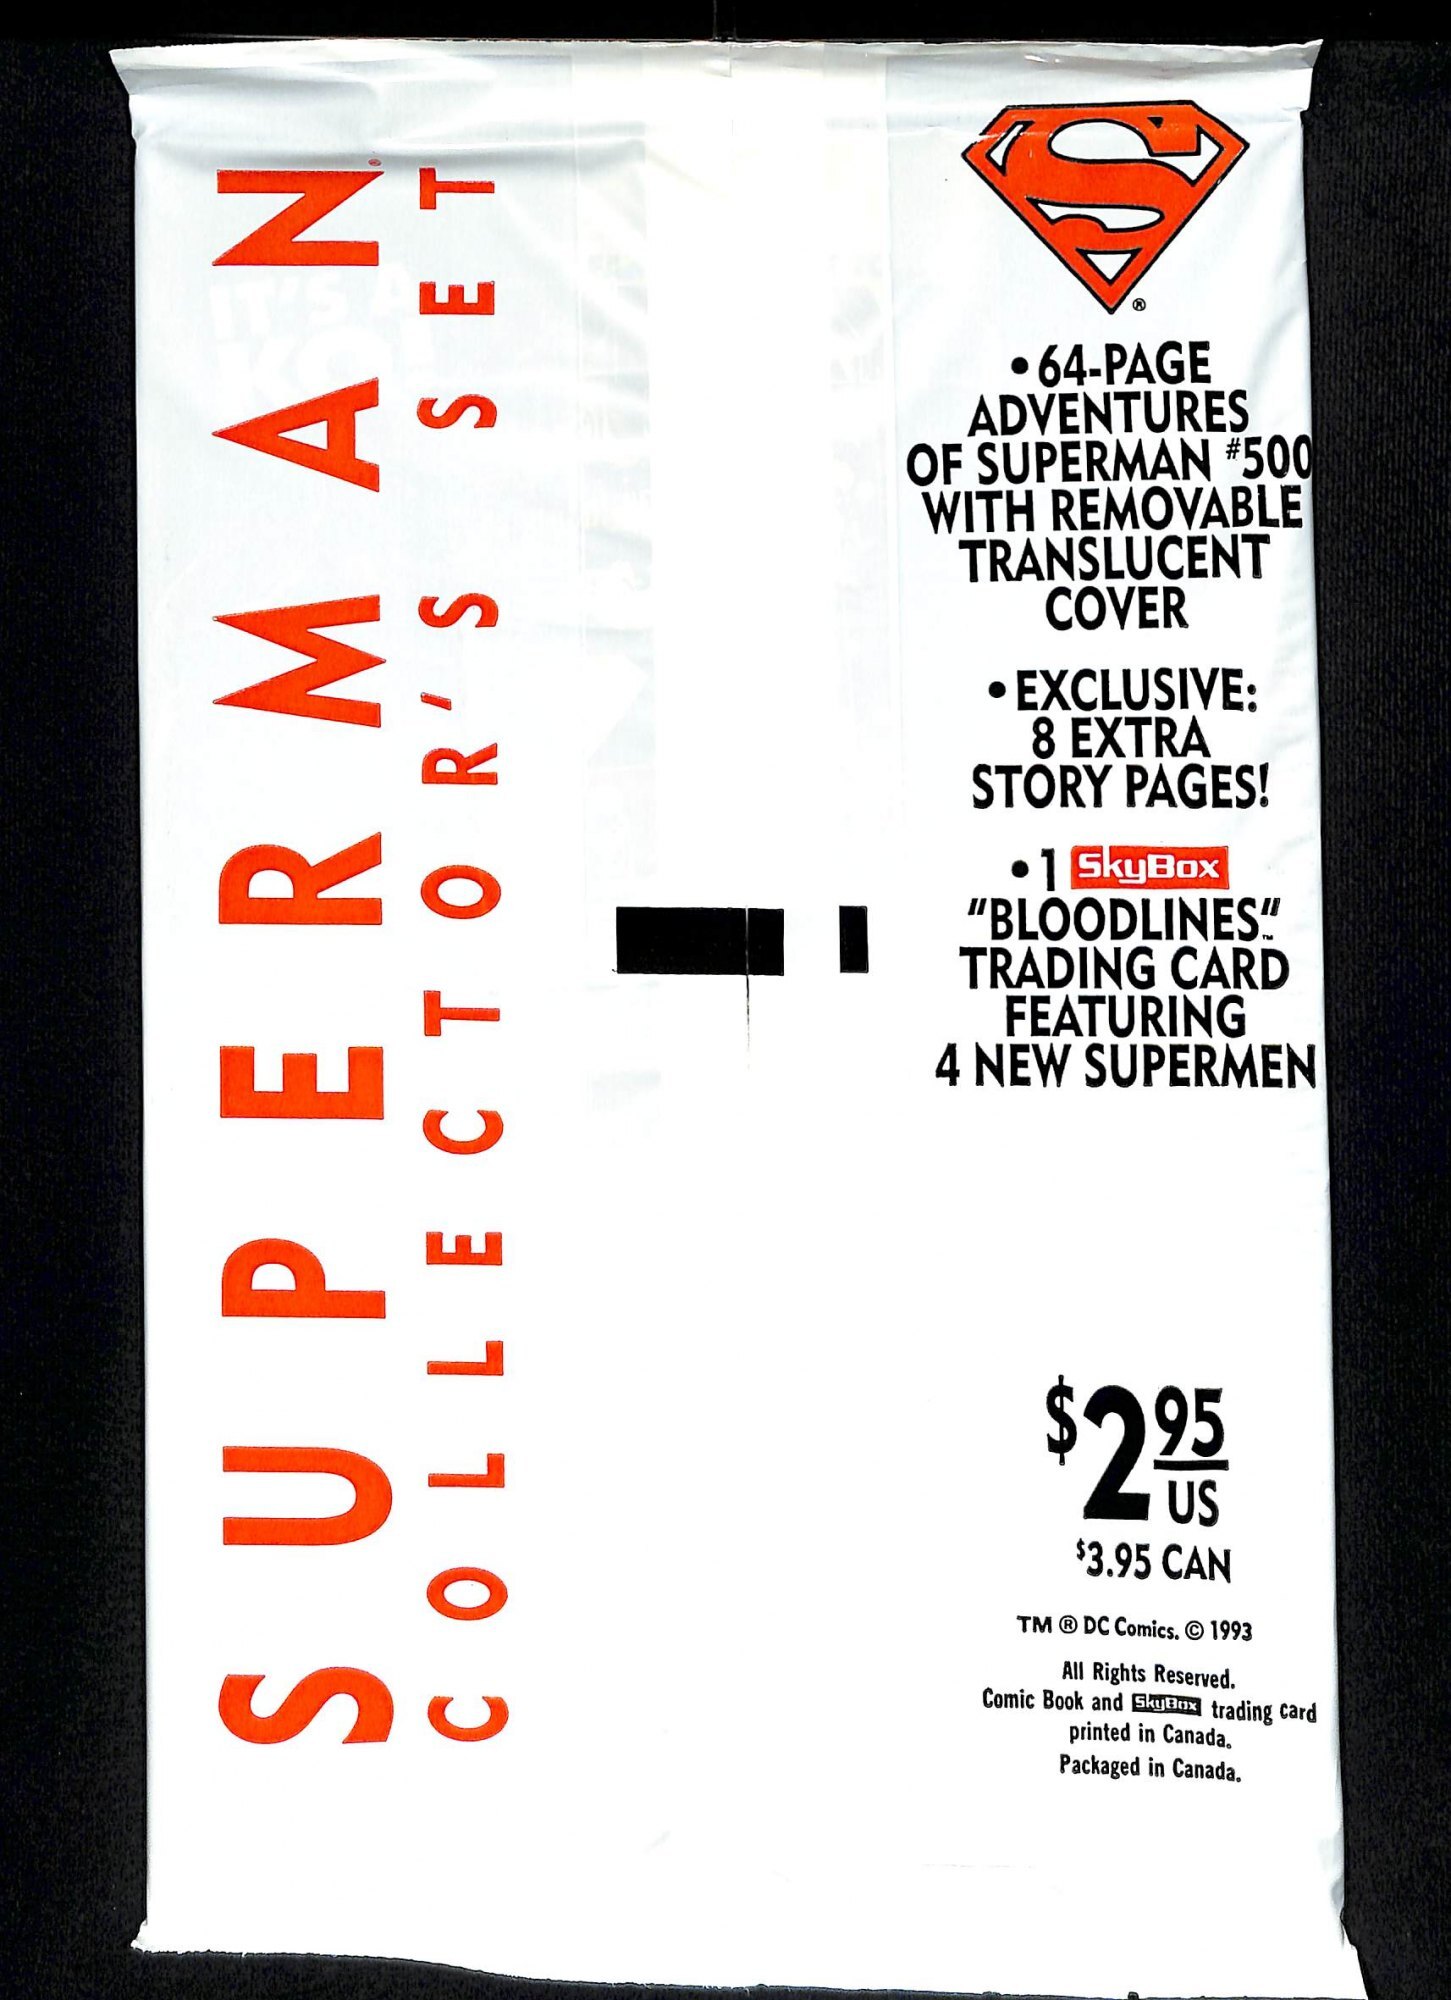 SUPERMAN®
COLLECTOR'S SET
S
®
• 64-PAGE
ADVENTURES
OF SUPERMAN #500
WITH REMOVABLE
TRANSLUCENT
COVER
• EXCLUSIVE:
8 EXTRA
STORY PAGES!
• 1 SkyBox
"BLOODLINES"™
TRADING CARD
FEATURING
4 NEW SUPERMEN
$2 95
US
$3.95 CAN
TM ® DC Comics. © 1993
All Rights Reserved.
Comic Book and SkyBox trading card
printed in Canada.
Packaged in Canada.